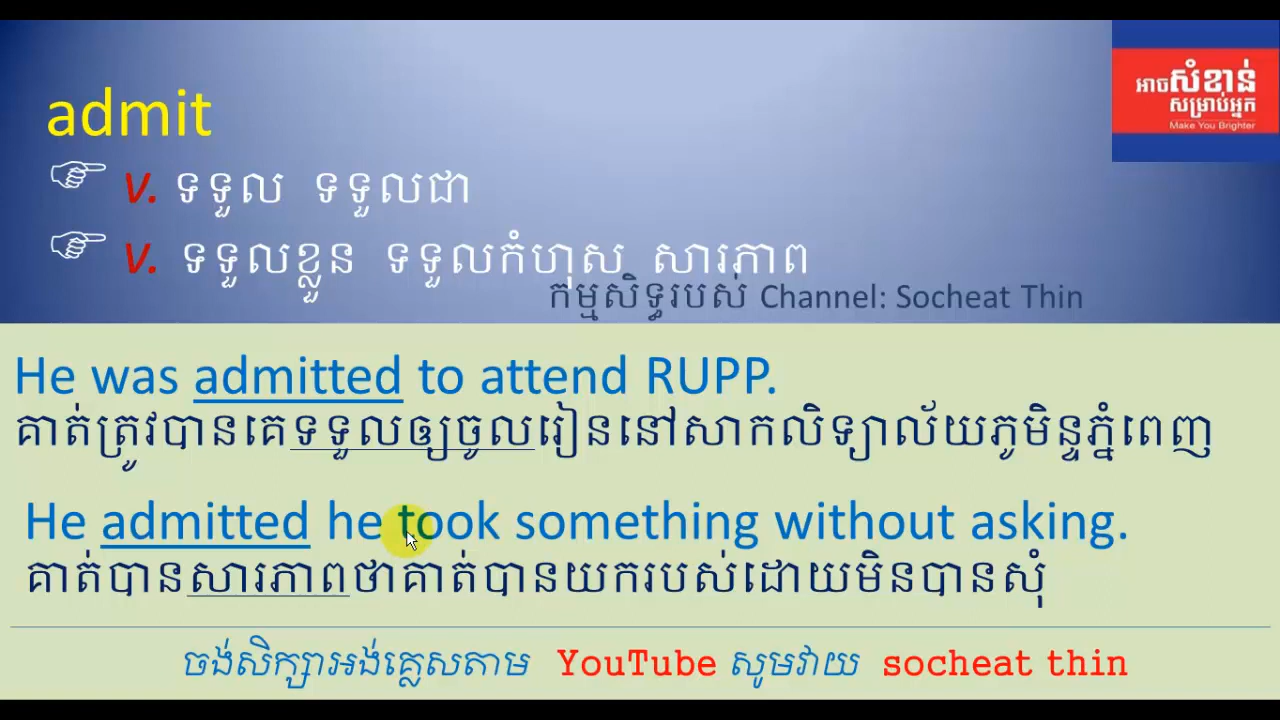 អាចសំខាន់
សម្រាប់អ្នក
Make You Brighter
admit
v. ទទួល ទទួលជា
v. ទទួលខ្លួន ទទួលកំហុស សារភាព
កម្មសិទ្ធរបស់ Channel: Socheat Thin
He was admitted to attend RUPP.
គាត់ត្រូវបានគេទទួលឲ្យចូលរៀននៅសាកលវិទ្យាល័យភូមិន្ទភ្នំពេញ
He admitted he took something without asking.
គាត់បានសារភាពថាគាត់បានយករបស់ដោយមិនបានសុំ
ចង់សិក្សាអង់គ្លេសតាម YouTube សូមវាយ socheat thin